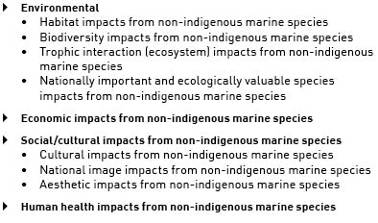 Environmental
• Habitat impacts from non-indigenous marine species
• Biodiversity impacts from non-indigenous marine species
• Trophic interaction (ecosystem) impacts from non-indigenous
marine species
• Nationally important and ecologically valuable species
impacts from non-indigenous marine species
Economic impacts from non-indigenous marine species
Social/cultural impacts from non-indigenous marine species
• Cultural impacts from non-indigenous marine species
• National image impacts from non-indigenous marine species
• Aesthetic impacts from non-indigenous marine species
Human health impacts from non-indigenous marine species